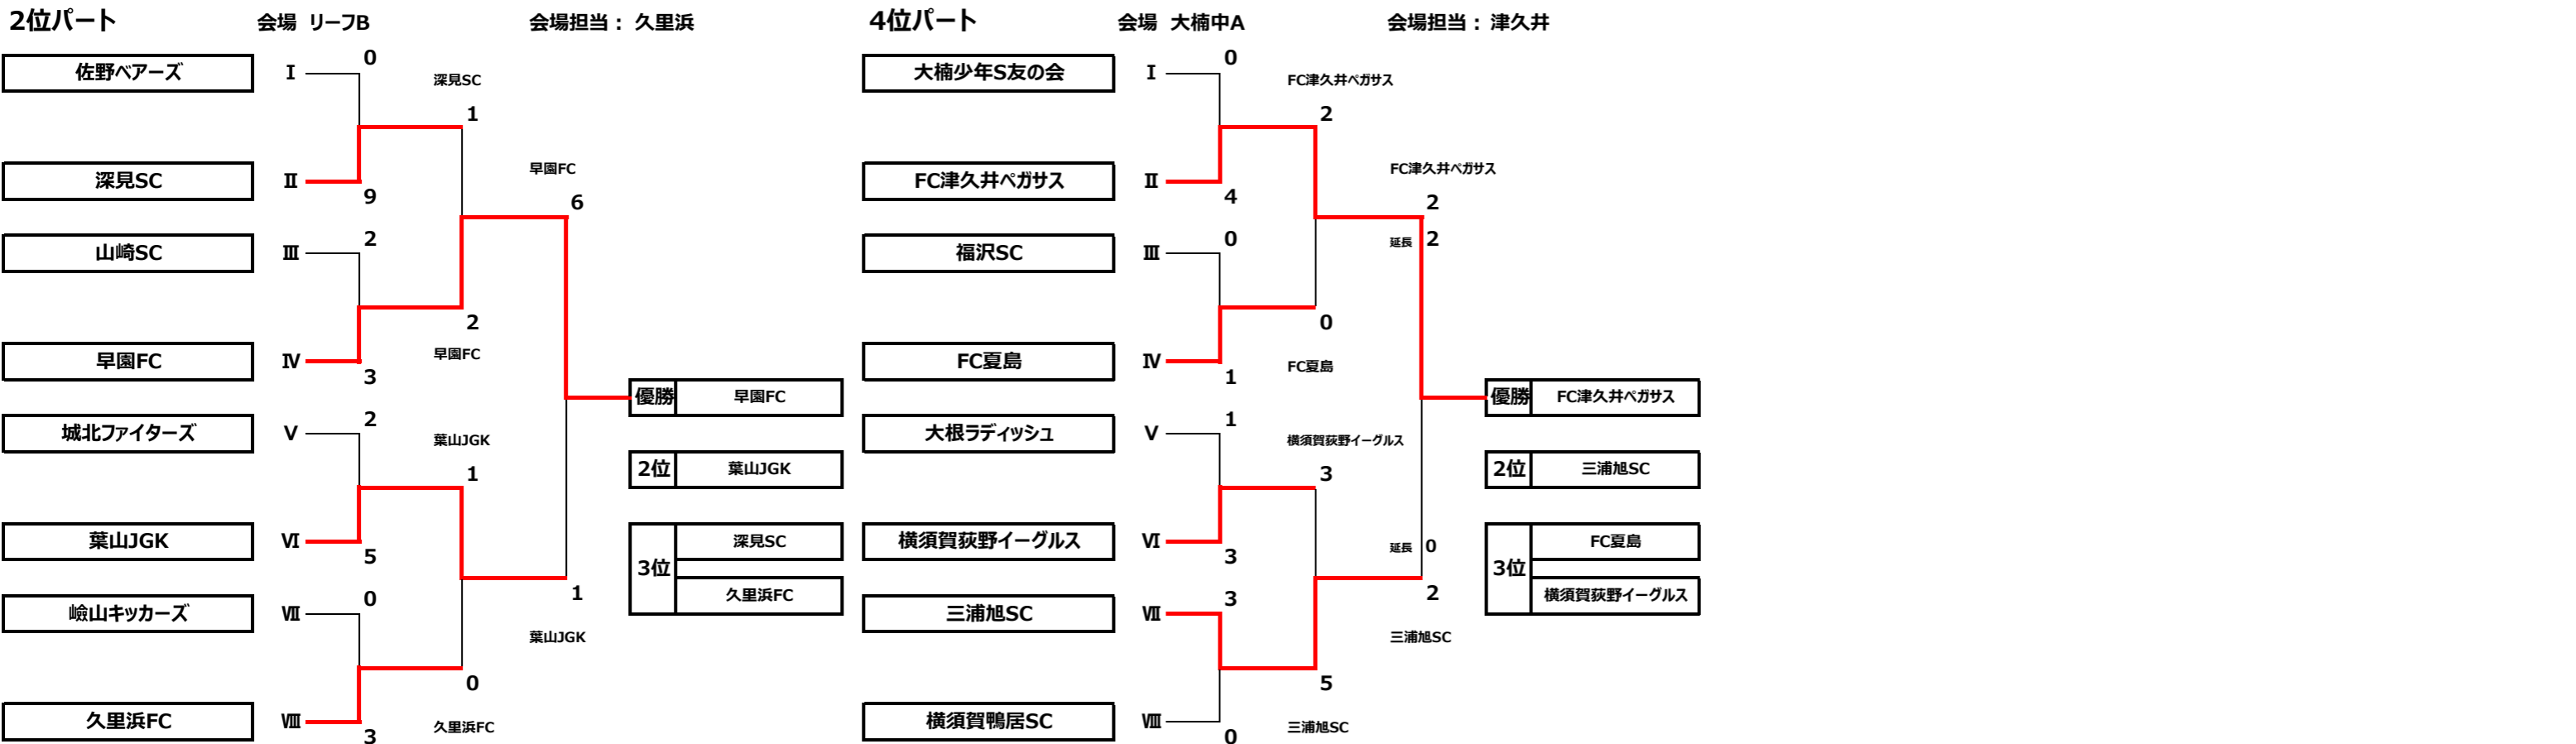 2位パート 会場 リーフB 会場担当： 久里浜
佐野ベアーズ Ⅰ 0
深見SC
1
早園FC
深見SC Ⅱ 9
6
山崎SC Ⅲ 2
2
早園FC Ⅳ 3
早園FC
優勝 早園FC
城北ファイターズ Ⅴ 2
葉山JGK
1
2位 葉山JGK
葉山JGK Ⅵ 5
3位 深見SC
久里浜FC
嶮山キッカーズ Ⅶ 0
1
葉山JGK
0
久里浜FC Ⅷ 3
久里浜FC
4位パート 会場 大楠中A 会場担当：津久井
大楠少年S友の会 Ⅰ 0
FC津久井ペガサス
2
FC津久井ペガサス
FC津久井ペガサス Ⅱ 4
2
福沢SC Ⅲ 0
延長 2
0
FC夏島 Ⅳ 1
FC夏島
優勝 FC津久井ペガサス
大根ラディッシュ Ⅴ 1
横須賀荻野イーグルス
3
2位 三浦旭SC
横須賀荻野イーグルス Ⅵ 3
延長 0
3位 FC夏島
横須賀荻野イーグルス
三浦旭SC Ⅶ 3
2
三浦旭SC
5
横須賀鴨居SC Ⅷ 0
三浦旭SC